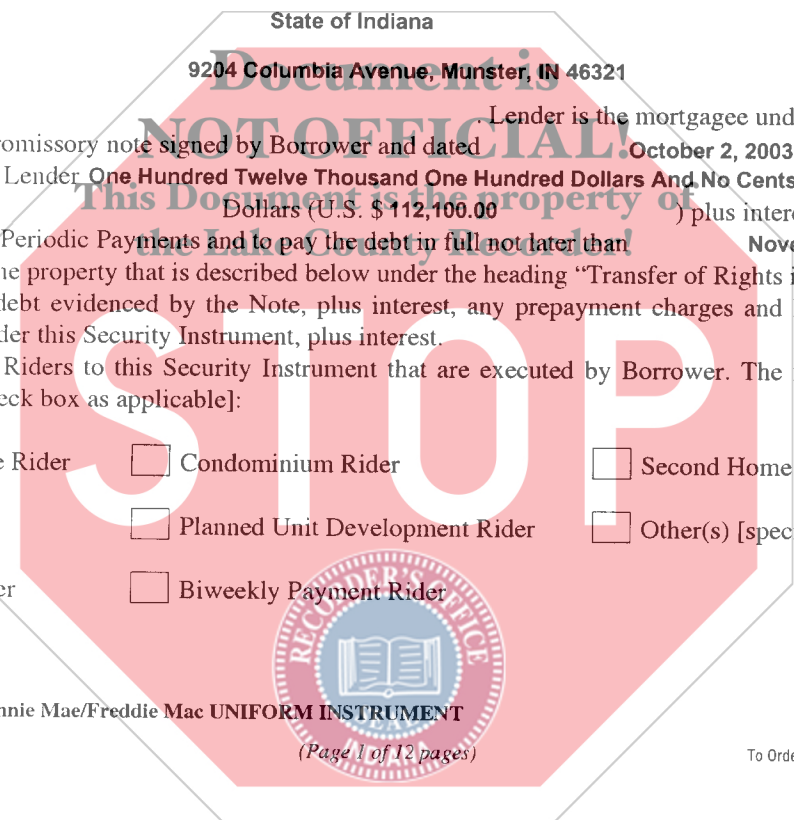 State of Indiana
Document is
9204 Columbia Avenue, Munster, IN 46321
. Lender is the mortgagee und
NOT OFFICIAL!
omissory note signed by Borrower and dated October 2, 2003
Lender One Hundred Twelve Thousand One Hundred Dollars And No Cents
This Document is the property of
Dollars (U.S. $ 112,100.00 ) plus intere
the Lake County Recorder!
Periodic Payments and to pay the debt in full not later than Nove
ne property that is described below under the heading “Transfer of Rights i
debt evidenced by the Note, plus interest, any prepayment charges and
der this Security Instrument, plus interest.
Riders to this Security Instrument that are executed by Borrower. The
eck box as applicable]:
STOP
e Rider Condominium Rider Second Home
Planned Unit Development Rider Other(s) [spec
er Biweekly Payment Rider
RECORDER'S OFFICE
SEAL
INDIANA
nnie Mae/Freddie Mac UNIFORM INSTRUMENT
(Page 1 of 12 pages)
To Orde